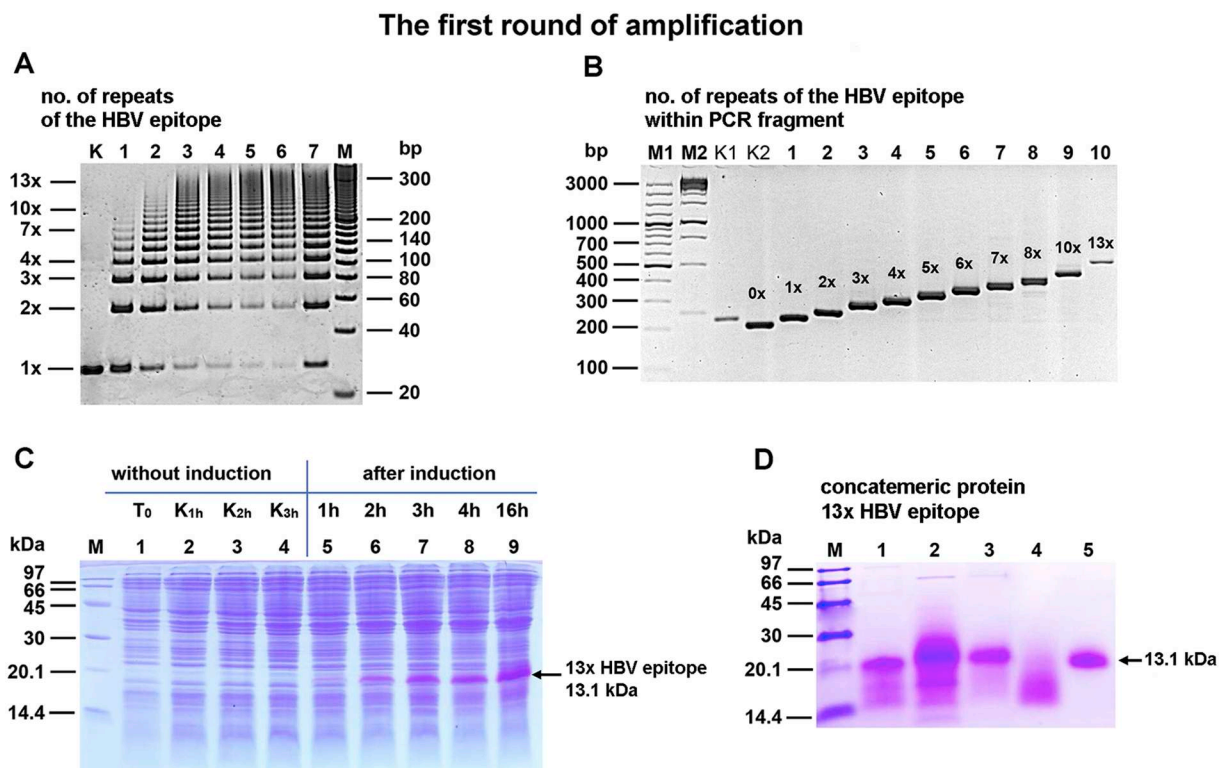 The first round of amplification
A
no. of repeats
of the HBV epitope
K 1 2 3 4 5 6 7 M bp
13x
10x
7x
4x
3x
2x
1x
300
200
140
100
80
60
40
20
B
no. of repeats of the HBV epitope
within PCR fragment
bp M1 M2 K1 K2 1 2 3 4 5 6 7 8 9 10
3000
1000
700
500
400
300
200
100
0x 1x 2x 3x 4x 5x 6x 7x 8x 10x 13x
C
without induction after induction
T0 K1h K2h K3h 1h 2h 3h 4h 16h
kDa M 1 2 3 4 5 6 7 8 9
97
66
45
30
20.1
14.4
13x HBV epitope
13.1 kDa
D
concatemeric protein
13x HBV epitope
kDa M 1 2 3 4 5
97
66
45
30
20.1
14.4
13.1 kDa